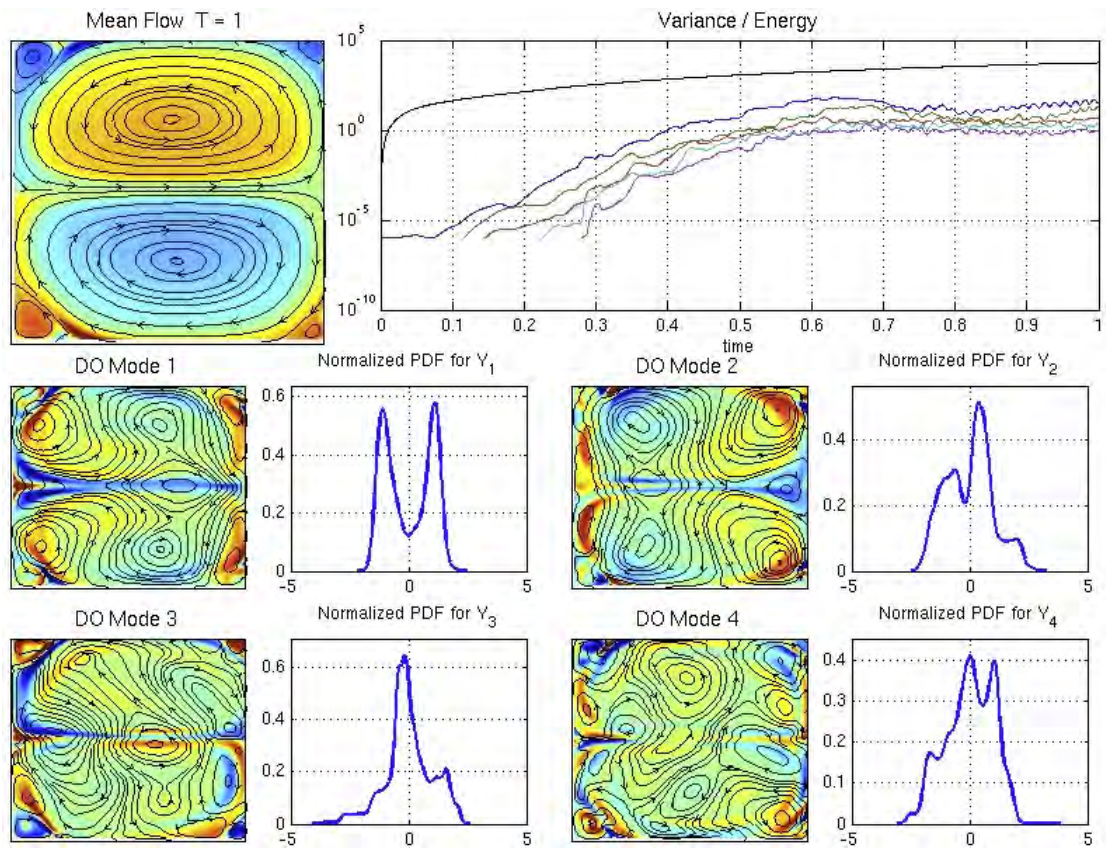 Mean Flow T = 1
Variance / Energy
10^5
10^0
10^-5
10^-10
0 0.1 0.2 0.3 0.4 0.5 0.6 0.7 0.8 0.9 1
time
DO Mode 1
Normalized PDF for Y_1
0.6
0.4
0.2
0
-5 0 5
DO Mode 2
Normalized PDF for Y_2
0.4
0.2
0
-5 0 5
DO Mode 3
Normalized PDF for Y_3
0.6
0.4
0.2
0
-5 0 5
DO Mode 4
Normalized PDF for Y_4
0.4
0.3
0.2
0.1
0
-5 0 5